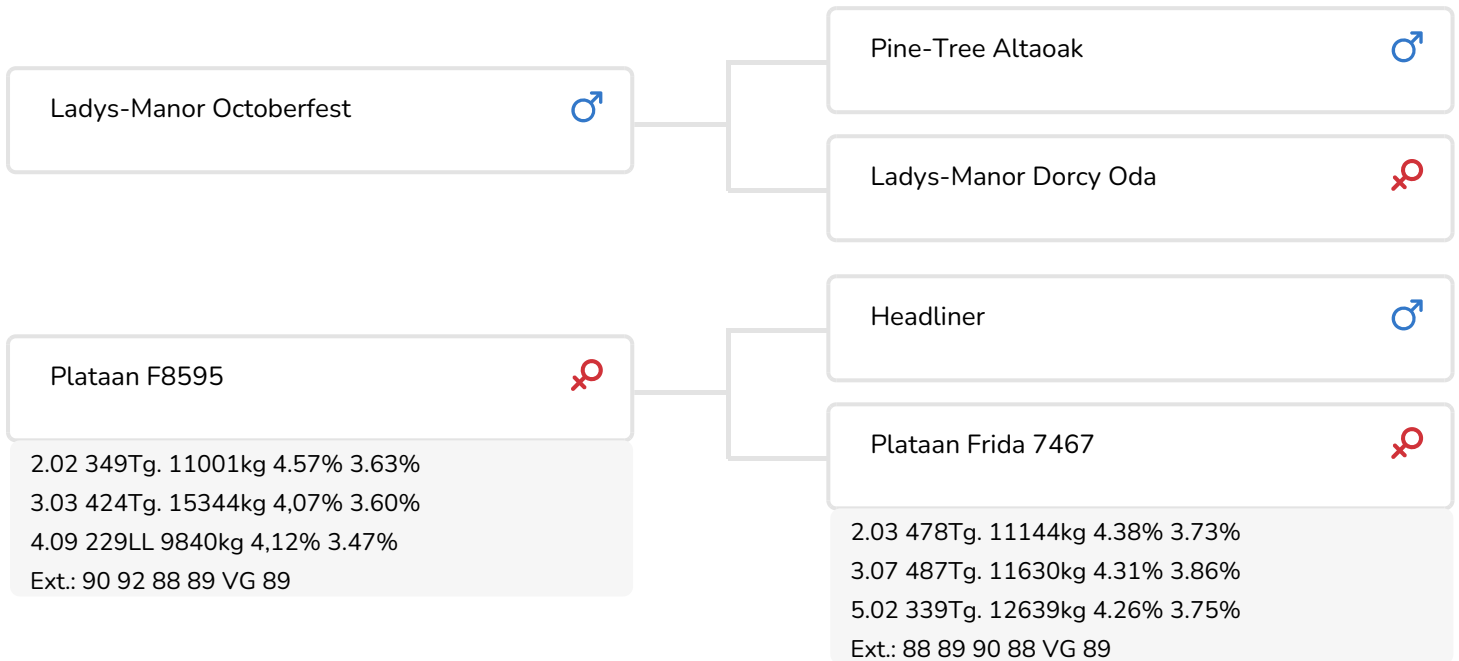 Ladys-Manor Octoberfest
Pine-Tree Altaoak
Ladys-Manor Dorcy Oda
Plataan F8595
2.02 349Tg. 11001kg 4.57% 3.63%
3.03 424Tg. 15344kg 4,07% 3.60%
4.09 229LL 9840kg 4,12% 3.47%
Ext.: 90 92 88 89 VG 89
Headliner
Plataan Frida 7467
2.03 478Tg. 11144kg 4.38% 3.73%
3.07 487Tg. 11630kg 4.31% 3.86%
5.02 339Tg. 12639kg 4.26% 3.75%
Ext.: 88 89 90 88 VG 89